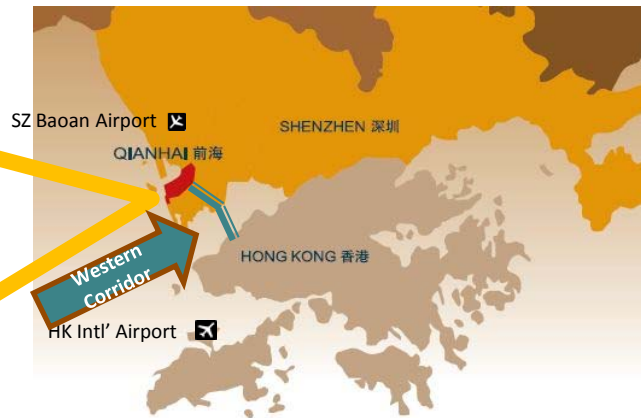 SZ Baoan Airport
SHENZHEN 深圳
QIANHAI 前海
HONG KONG 香港
Western
Corridor
HK Intl’ Airport